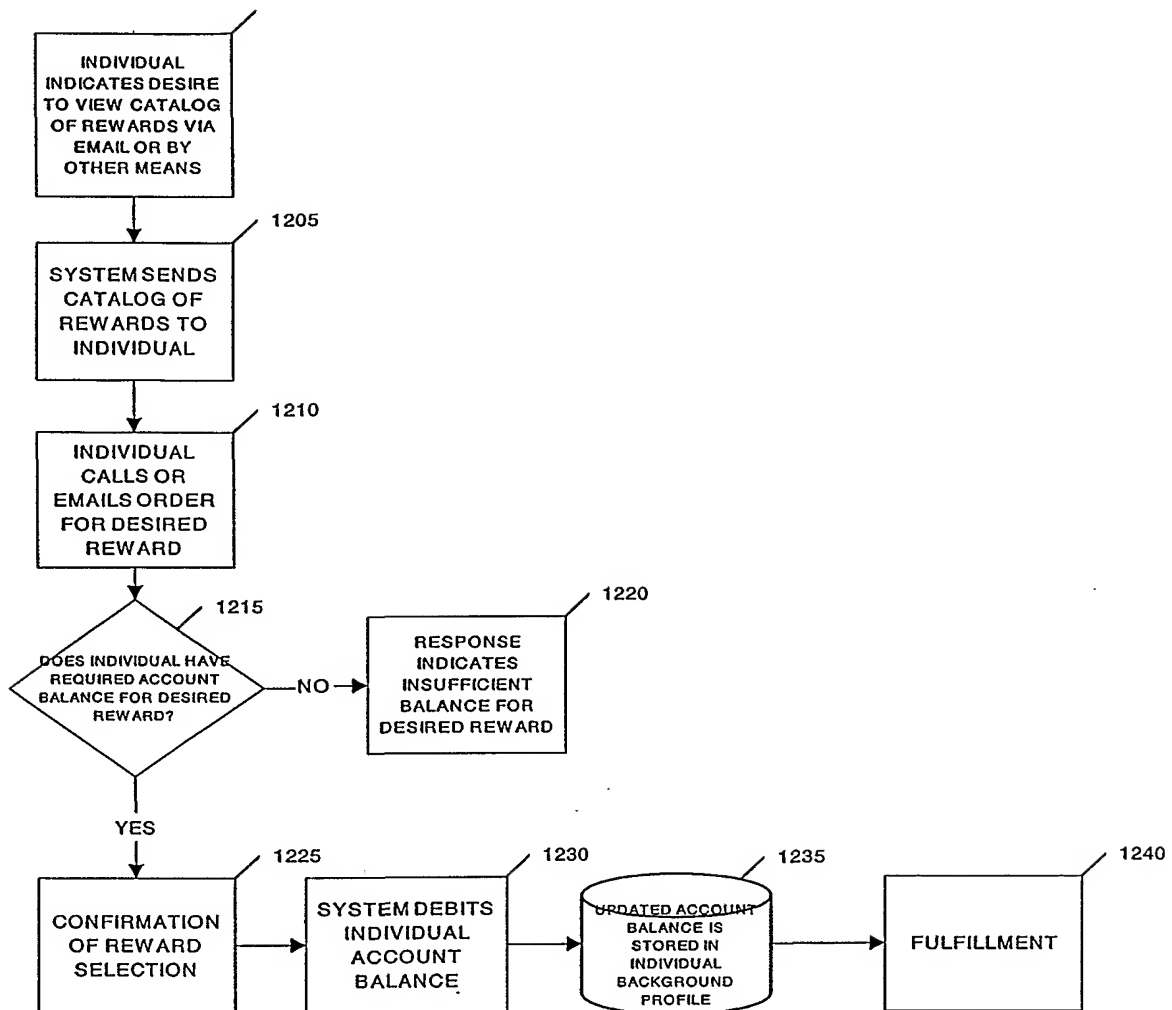 INDIVIDUAL
INDICATES DESIRE
TO VIEW CATALOG
OF REWARDS VIA
EMAIL OR BY
OTHER MEANS
1205
SYSTEM SENDS
CATALOG OF
REWARDS TO
INDIVIDUAL
1210
INDIVIDUAL
CALLS OR
EMAILS ORDER
FOR DESIRED
REWARD
1215
DOES INDIVIDUAL HAVE
REQUIRED ACCOUNT
BALANCE FOR DESIRED
REWARD?
NO
1220
RESPONSE
INDICATES
INSUFFICIENT
BALANCE FOR
DESIRED REWARD
YES
1225
CONFIRMATION
OF REWARD
SELECTION
1230
SYSTEM DEBITS
INDIVIDUAL
ACCOUNT
BALANCE
1235
UPDATED ACCOUNT
BALANCE IS
STORED IN
INDIVIDUAL
BACKGROUND
PROFILE
1240
FULFILLMENT